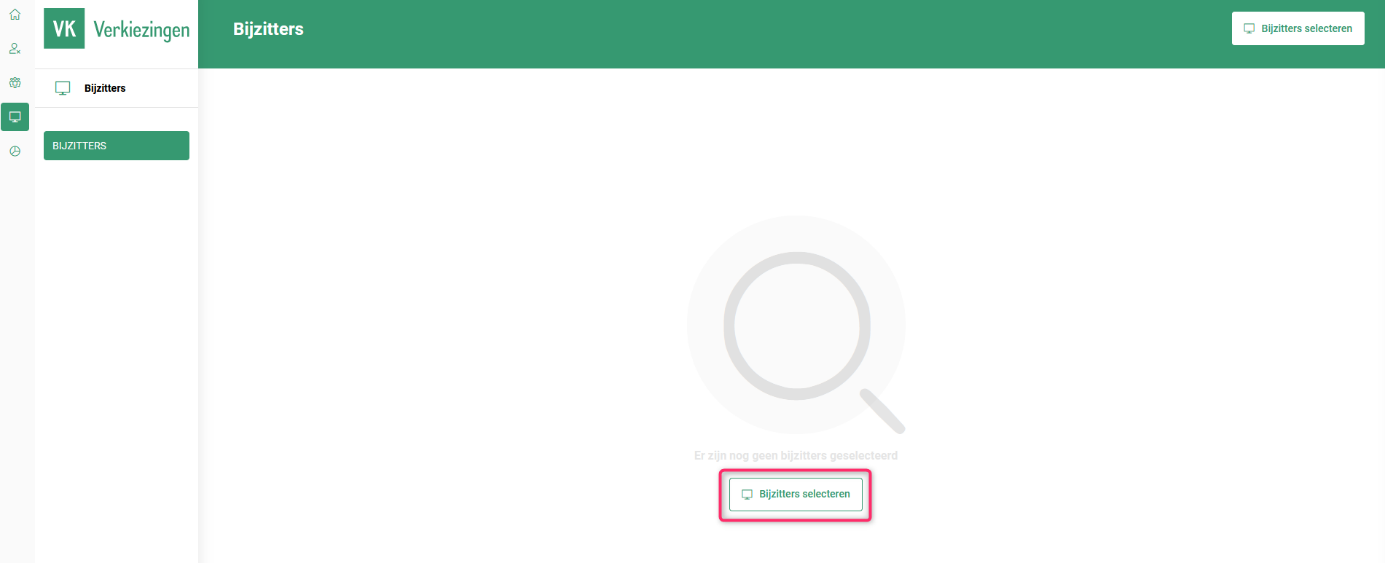 VK Verkiezingen
Bijzitters
Bijzitters selecteren
Bijzitters
BIJZITTERS
Er zijn nog geen bijzitters geselecteerd
Bijzitters selecteren